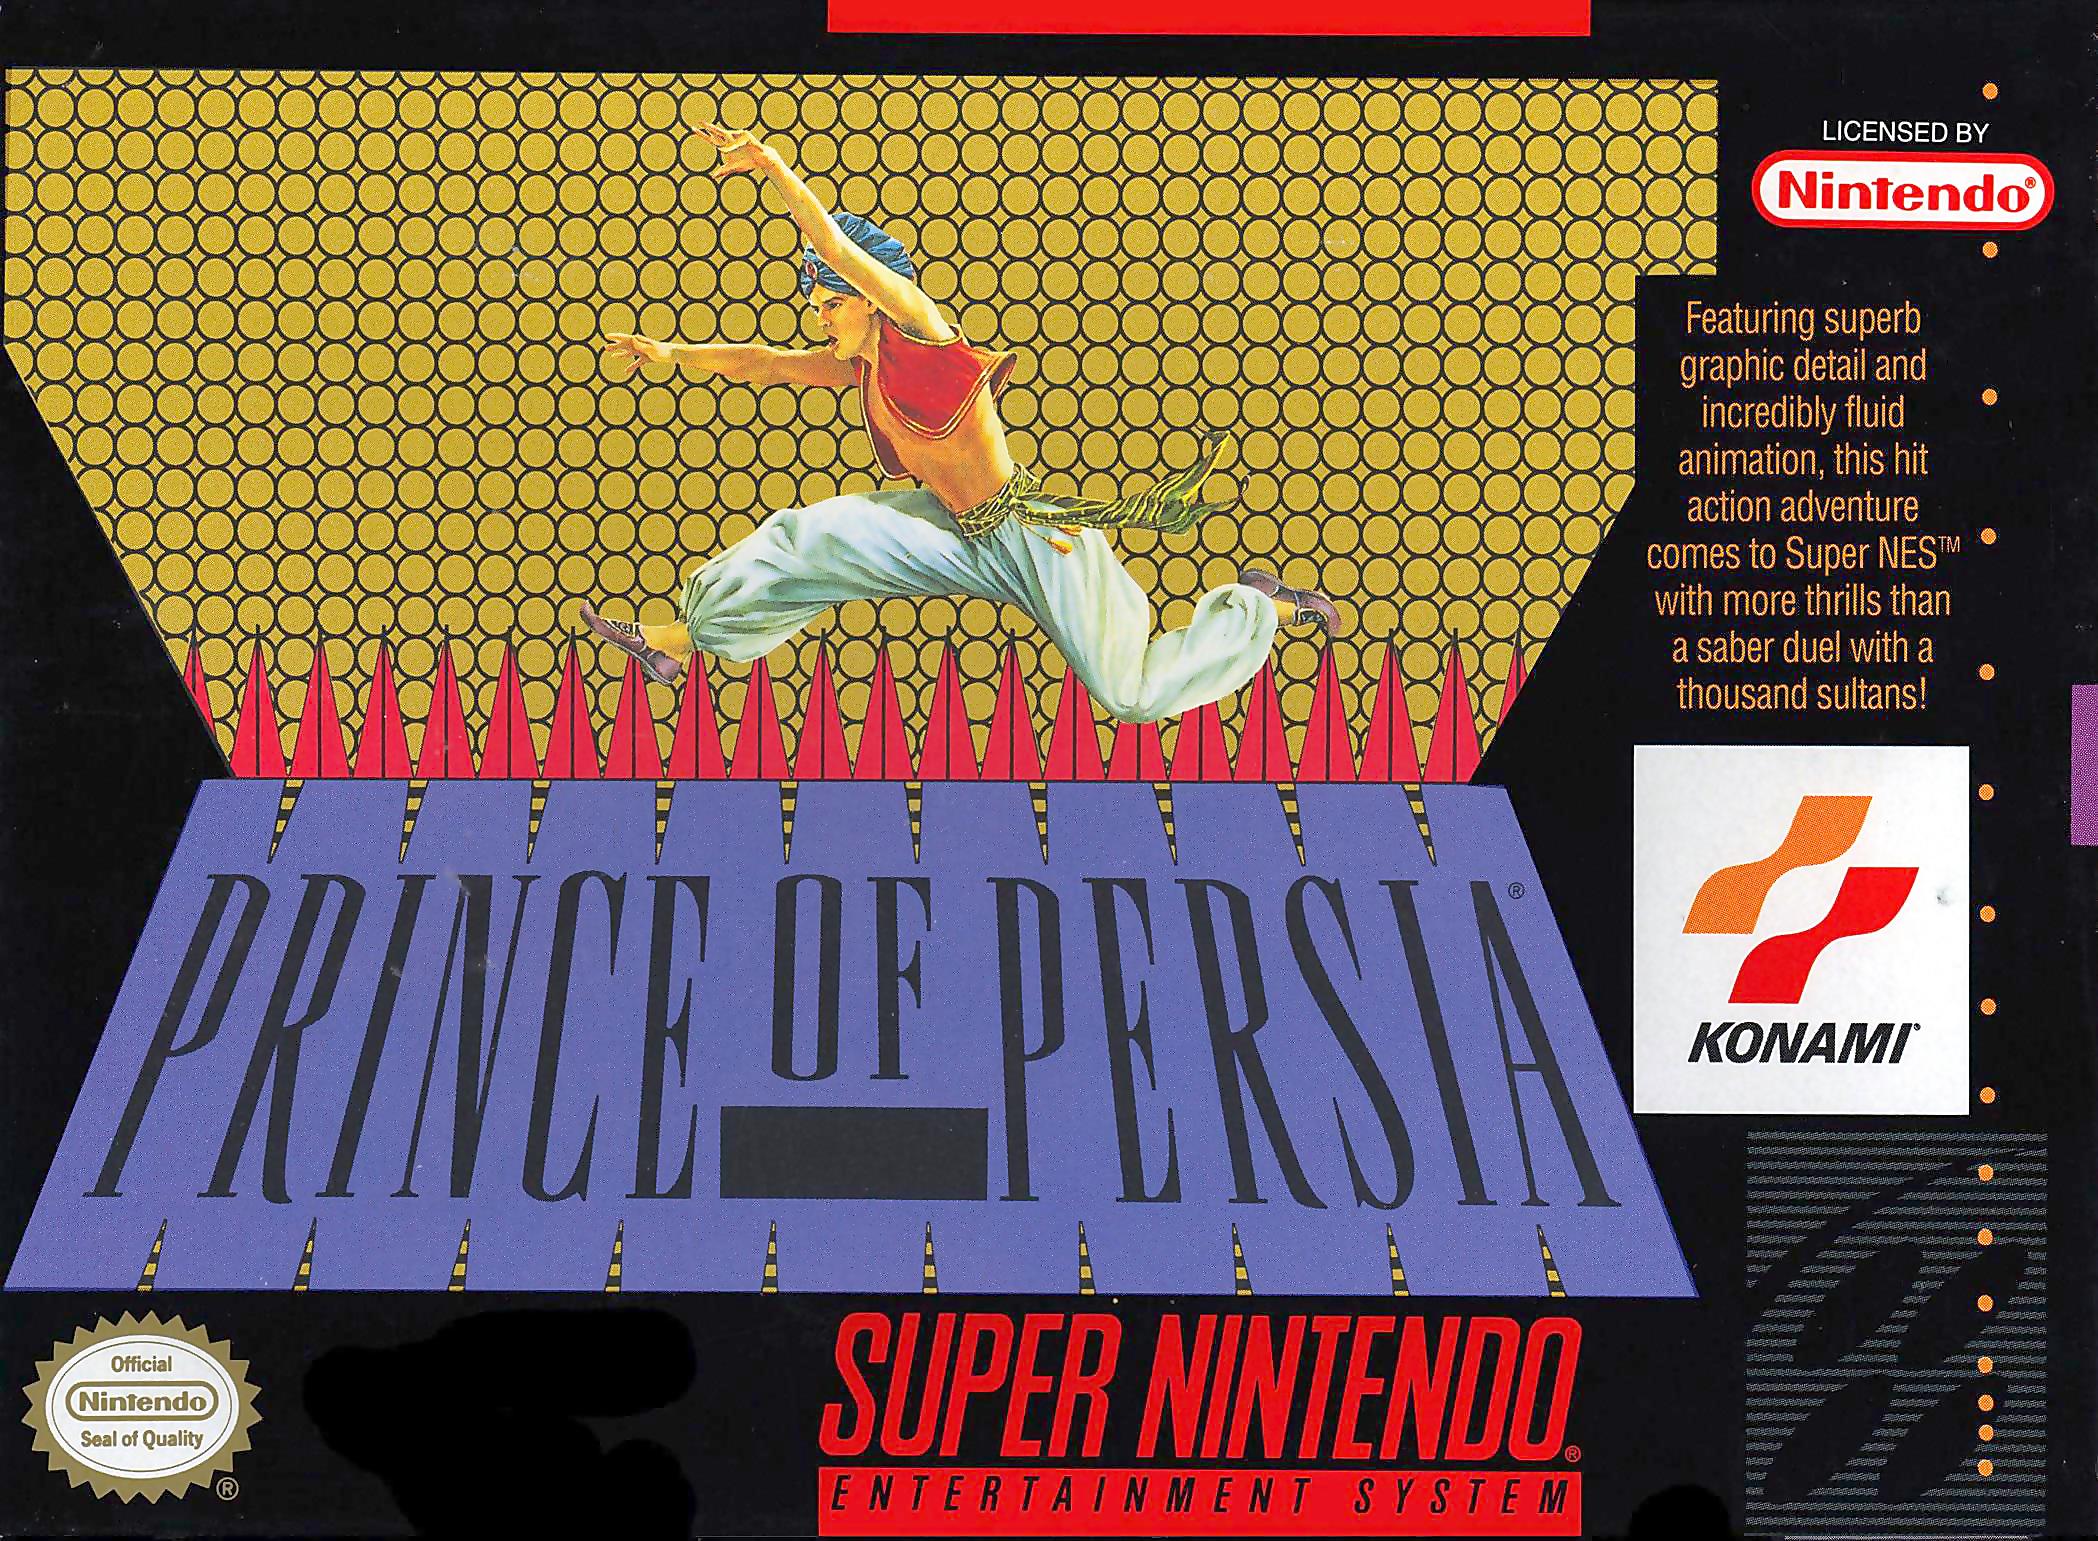 LICENSED BY
Nintendo®
Featuring superb
graphic detail and
incredibly fluid
animation, this hit
action adventure
comes to Super NES™
with more thrills than
a saber duel with a
thousand sultans!
KONAMI®
PRINCE OF PERSIA®
Official
Nintendo
Seal of Quality
®
SUPER NINTENDO®
ENTERTAINMENT SYSTEM